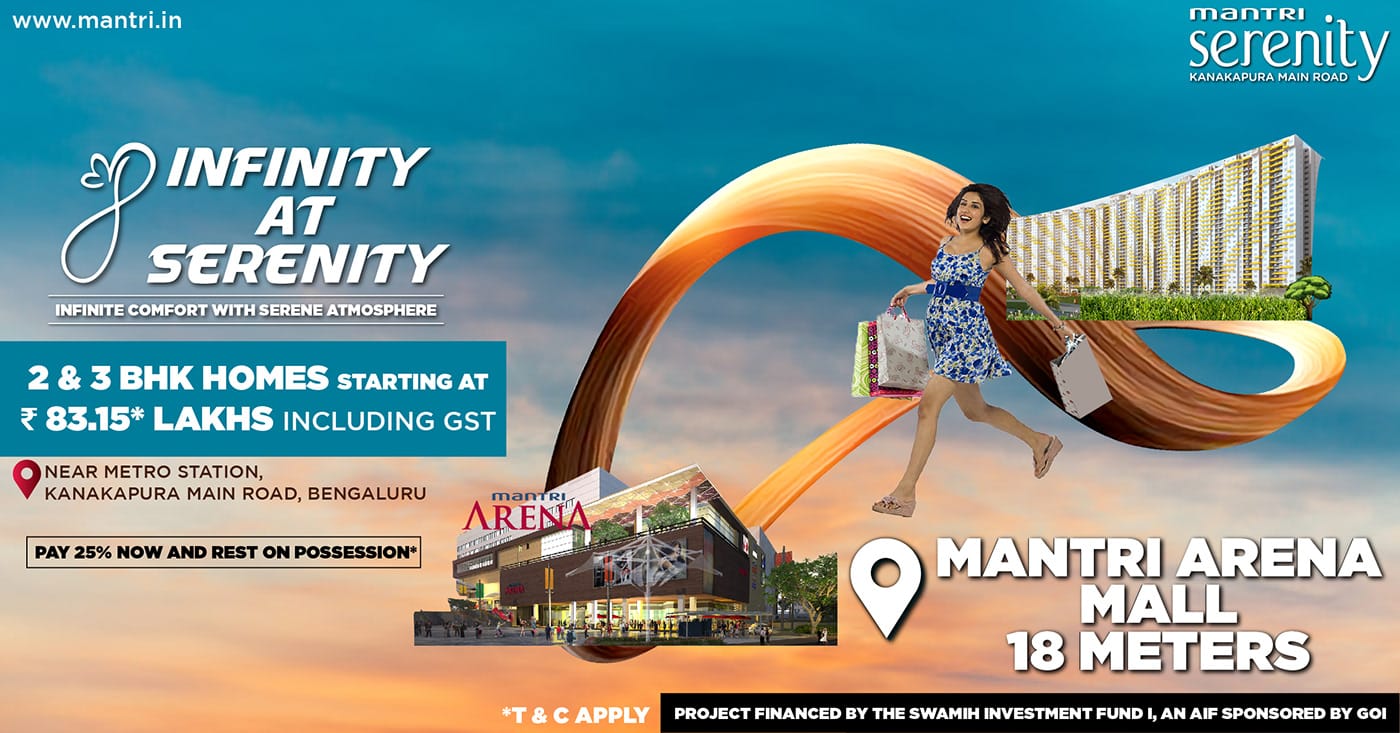 www.mantri.in
mantri
serenity
KANAKAPURA MAIN ROAD
INFINITY
AT
SERENITY
INFINITE COMFORT WITH SERENE ATMOSPHERE
2 & 3 BHK HOMES STARTING AT
₹ 83.15* LAKHS INCLUDING GST
NEAR METRO STATION,
KANAKAPURA MAIN ROAD, BENGALURU
PAY 25% NOW AND REST ON POSSESSION*
mantri
ARENA
ARENA
MANTRI ARENA
MALL
18 METERS
*T & C APPLY
PROJECT FINANCED BY THE SWAMIH INVESTMENT FUND I, AN AIF SPONSORED BY GOI